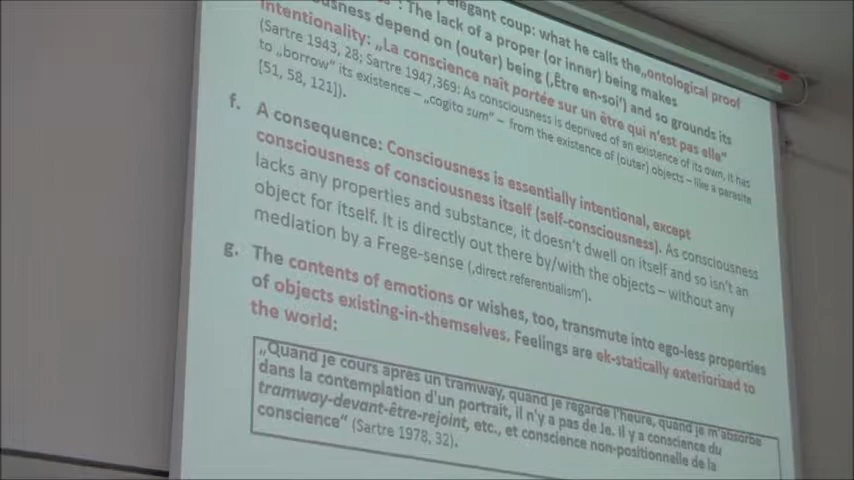 elegant coup: what he calls the „ontological proof
": The lack of a proper (or inner) being makes
usness depend on (outer) being (‚Être en-soi') and so grounds its
Intentionality: „La conscience naît portée sur un être qui n'est pas elle"
(Sartre 1943, 28; Sartre 1947,369: As consciousness is deprived of an existence of its own, it has
to „borrow" its existence – „cogito sum" – from the existence of (outer) objects – like a parasite
[51, 58, 121]).
f. A consequence: Consciousness is essentially intentional, except
consciousness of consciousness itself (self-consciousness). As consciousness
lacks any properties and substance, it doesn't dwell on itself and so isn't an
object for itself. It is directly out there by/with the objects – without any
mediation by a Frege-sense (‚direct referentialism').
g. The contents of emotions or wishes, too, transmute into ego-less properties
of objects existing-in-themselves. Feelings are ek-statically exteriorized to
the world:
„Quand je cours après un tramway, quand je regarde l'heure, quand je m'absorbe
dans la contemplation d'un portrait, il n'y a pas de Je. Il y a conscience du
tramway-devant-être-rejoint, etc., et conscience non-positionnelle de la
conscience" (Sartre 1978, 32).